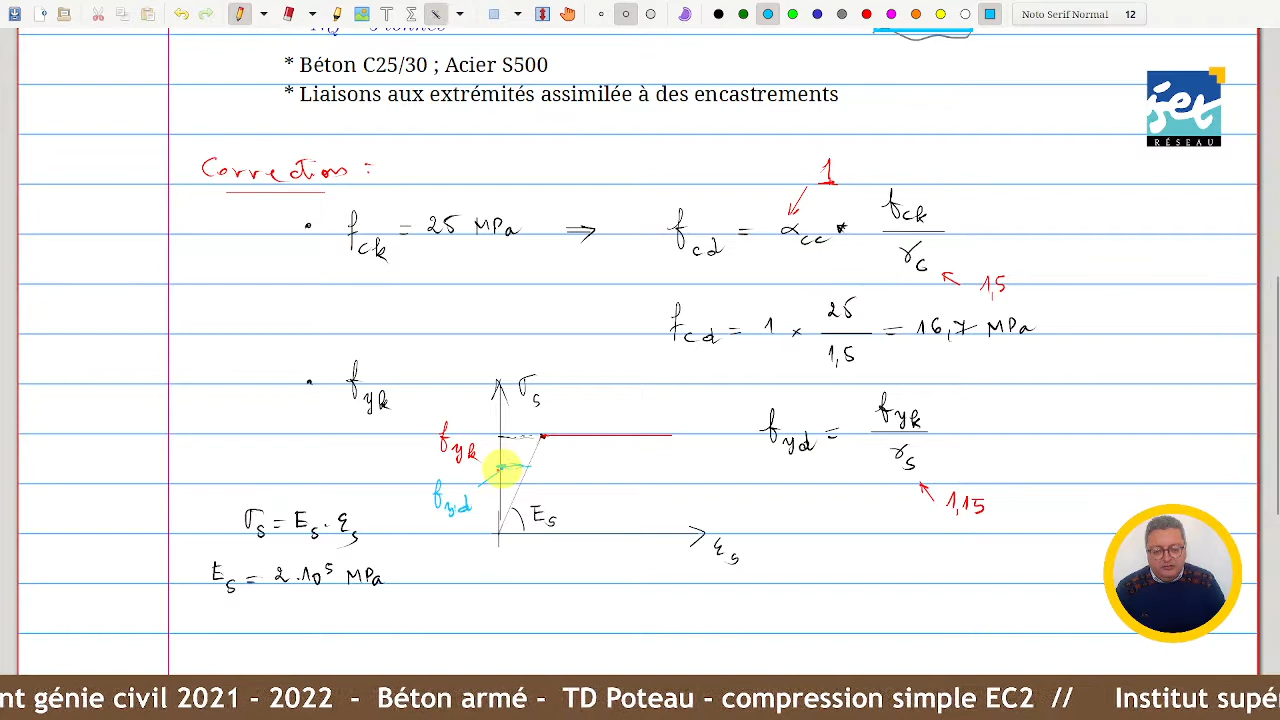 Noto Serif Normal 12
* Béton C25/30 ; Acier S500
* Liaisons aux extrémités assimilée à des encastrements
iset
RÉSEAU
Correction :
1
• fck = 25 MPa ⇒ fcd = αcc * fck / γc
1,5
fcd = 1 × 25 / 1,5 = 16,7 MPa
• fyk
σs
fyk
fyd = fyk / γs
1,15
fyd
σs = Es . εs
Es
εs
Es = 2.10⁵ MPa
nt génie civil 2021 - 2022 - Béton armé - TD Poteau - compression simple EC2 // Institut supé